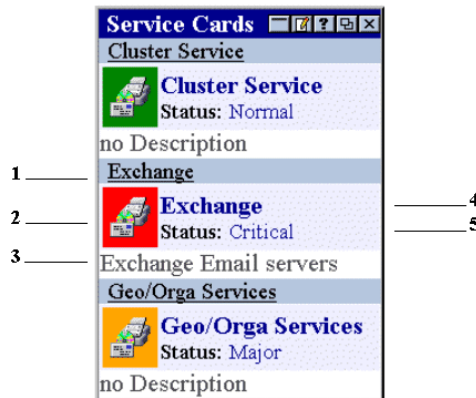 Service Cards
Cluster Service
Cluster Service
Status: Normal
no Description
1 Exchange
2 Exchange 4
Status: Critical 5
3 Exchange Email servers
Geo/Orga Services
Geo/Orga Services
Status: Major
no Description